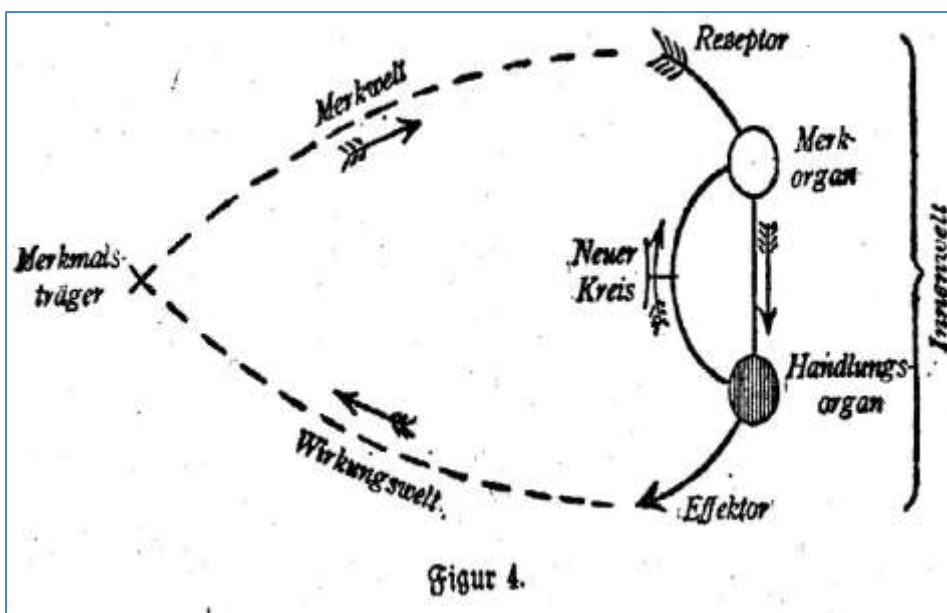 Rezeptor
Merkwelt
Merk-
organ
Merkmals-
träger
Neuer
Kreis
Innenwelt
Handlungs-
organ
Wirkungswelt.
Effektor
Figur 4.